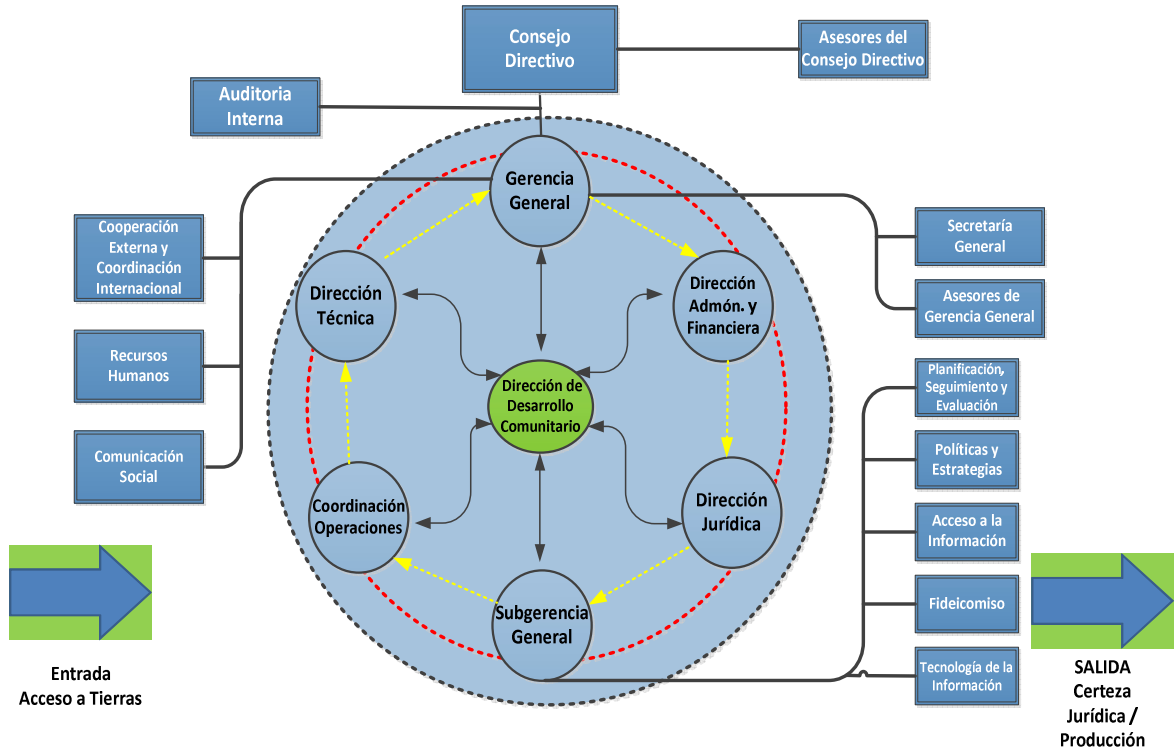 Consejo
Directivo
Asesores del
Consejo Directivo
Auditoria
Interna
Gerencia
General
Cooperación
Externa y
Coordinación
Internacional
Secretaría
General
Dirección
Técnica
Dirección
Admón. y
Financiera
Asesores de
Gerencia General
Recursos
Humanos
Dirección de
Desarrollo
Comunitario
Planificación,
Seguimiento y
Evaluación
Comunicación
Social
Políticas y
Estrategias
Coordinación
Operaciones
Dirección
Jurídica
Acceso a la
Información
Subgerencia
General
Fideicomiso
Tecnología de la
Información
Entrada
Acceso a Tierras
SALIDA
Certeza
Jurídica /
Producción